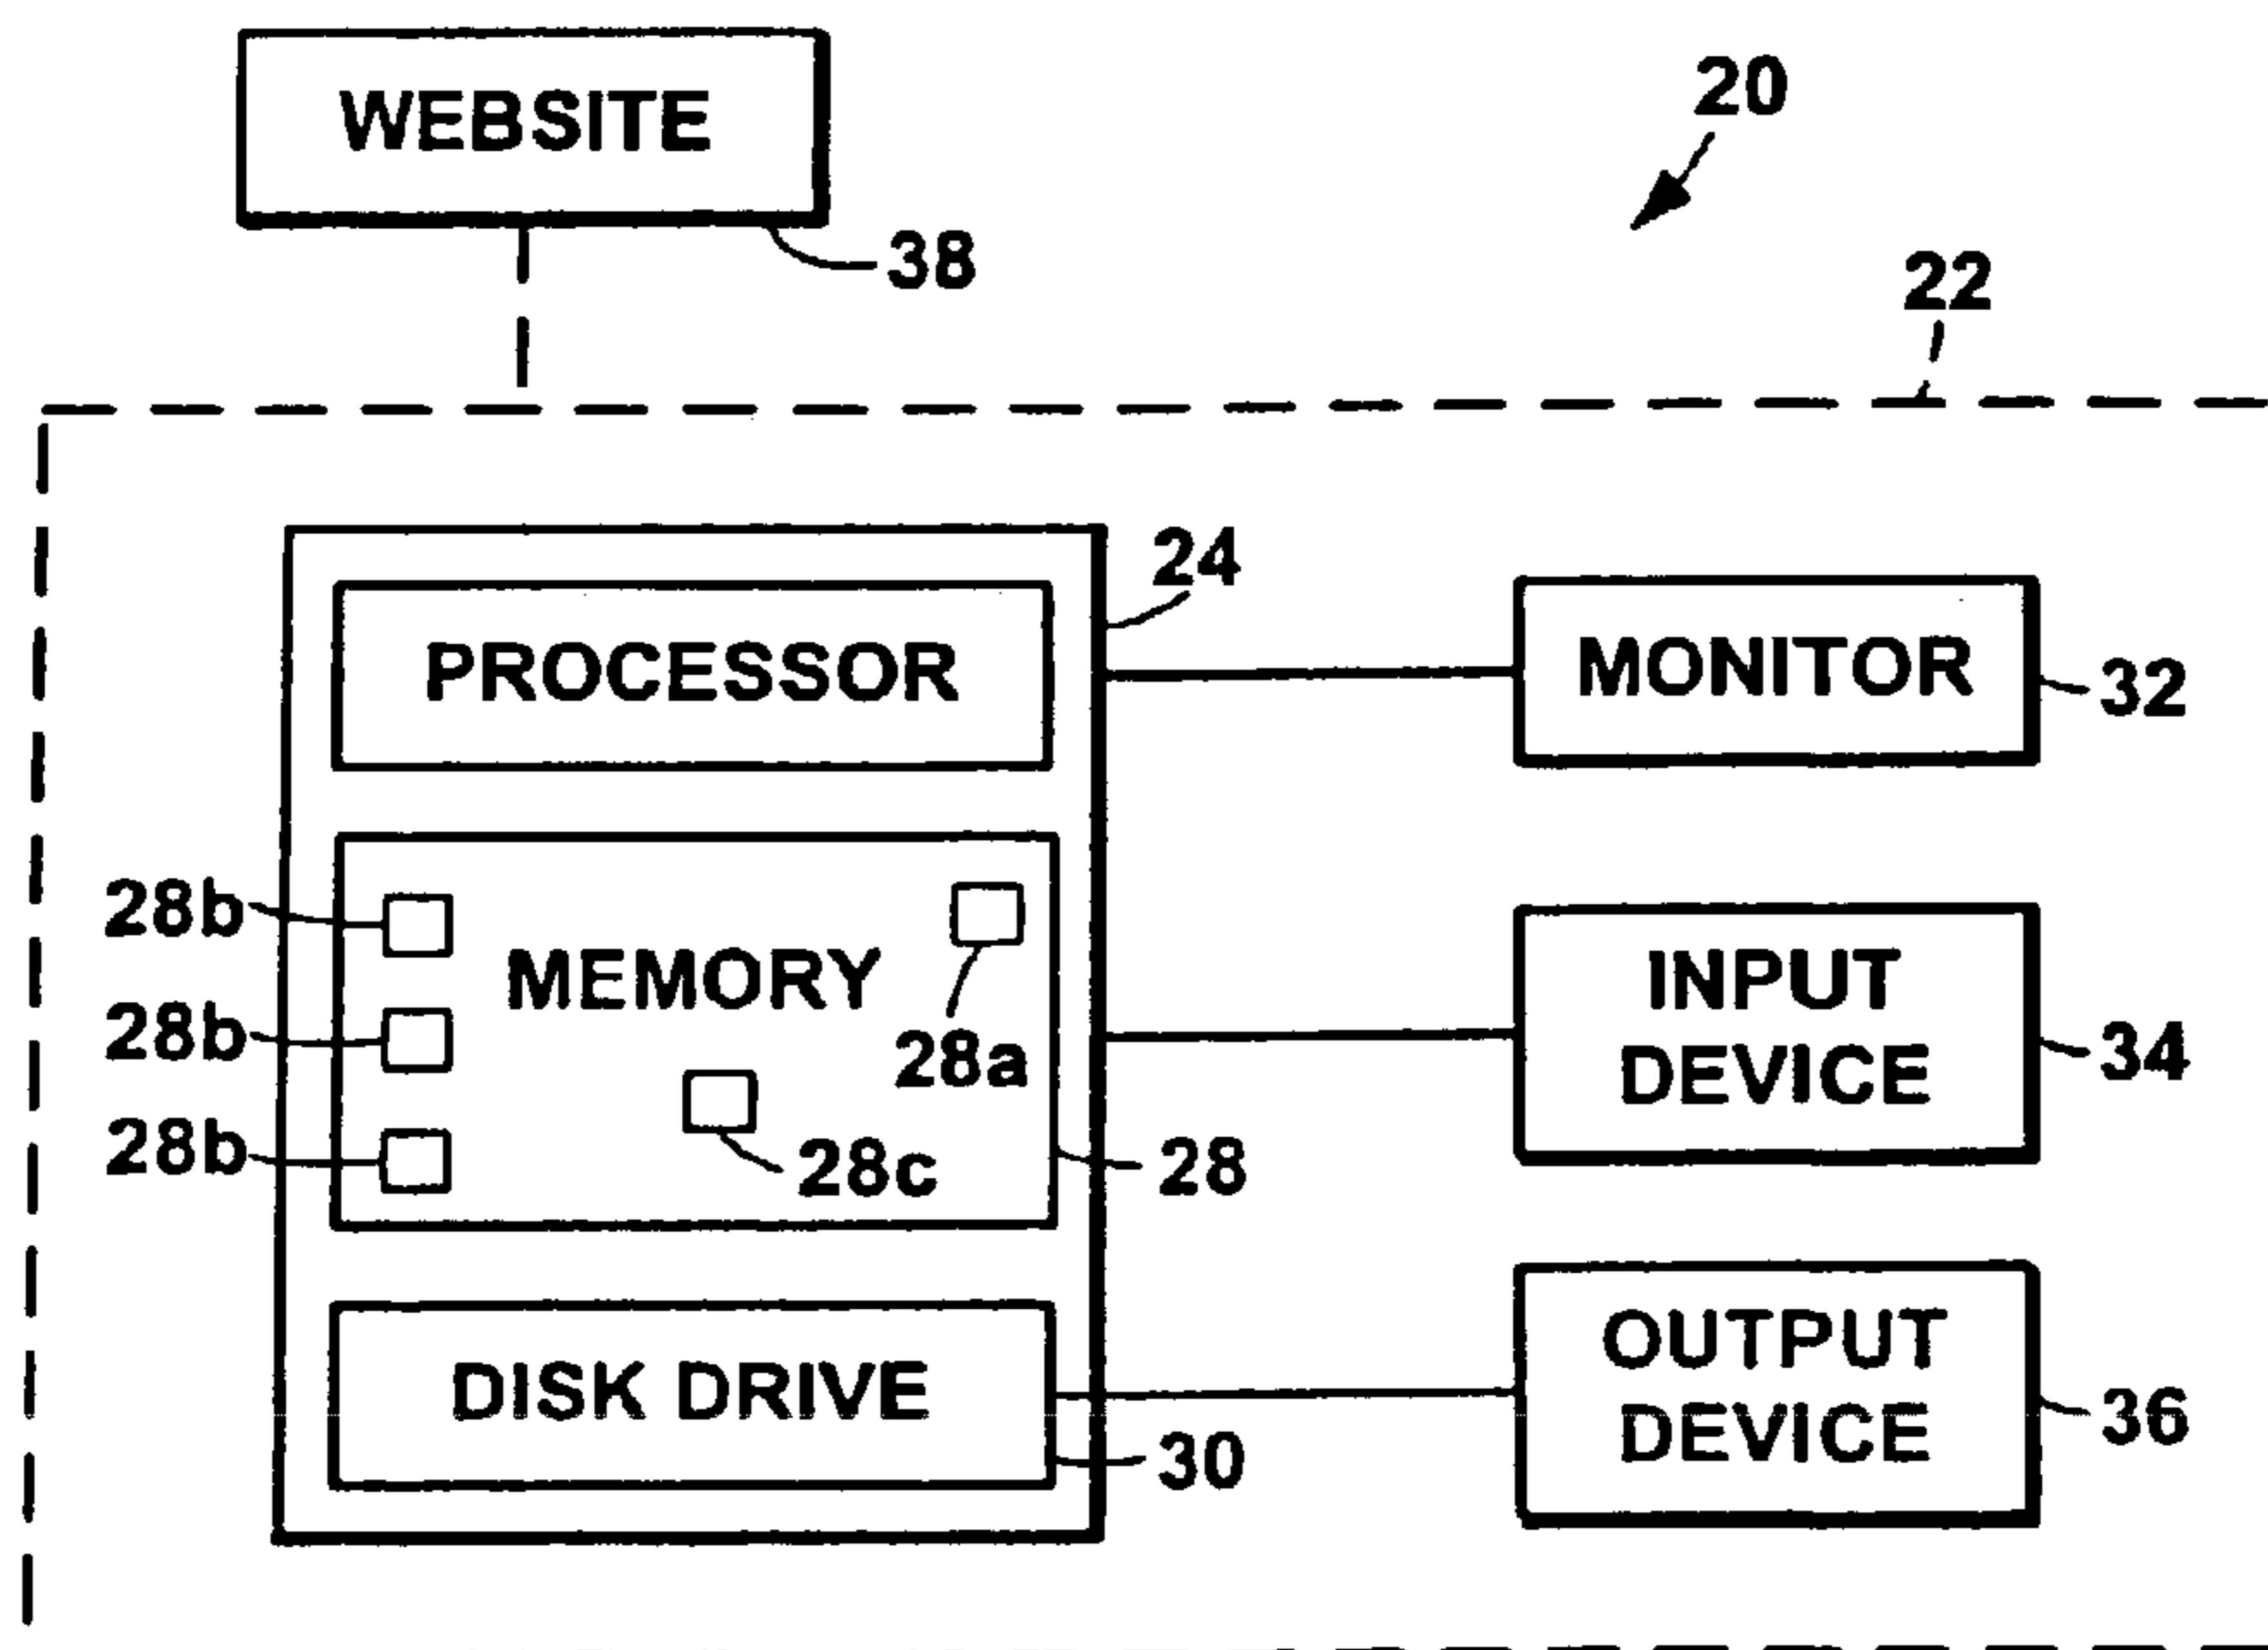 WEBSITE
20
38
22
24
PROCESSOR
MONITOR
32
28b
MEMORY
28a
INPUT
DEVICE
34
28b
28b
28c
28
OUTPUT
DEVICE
36
DISK DRIVE
30